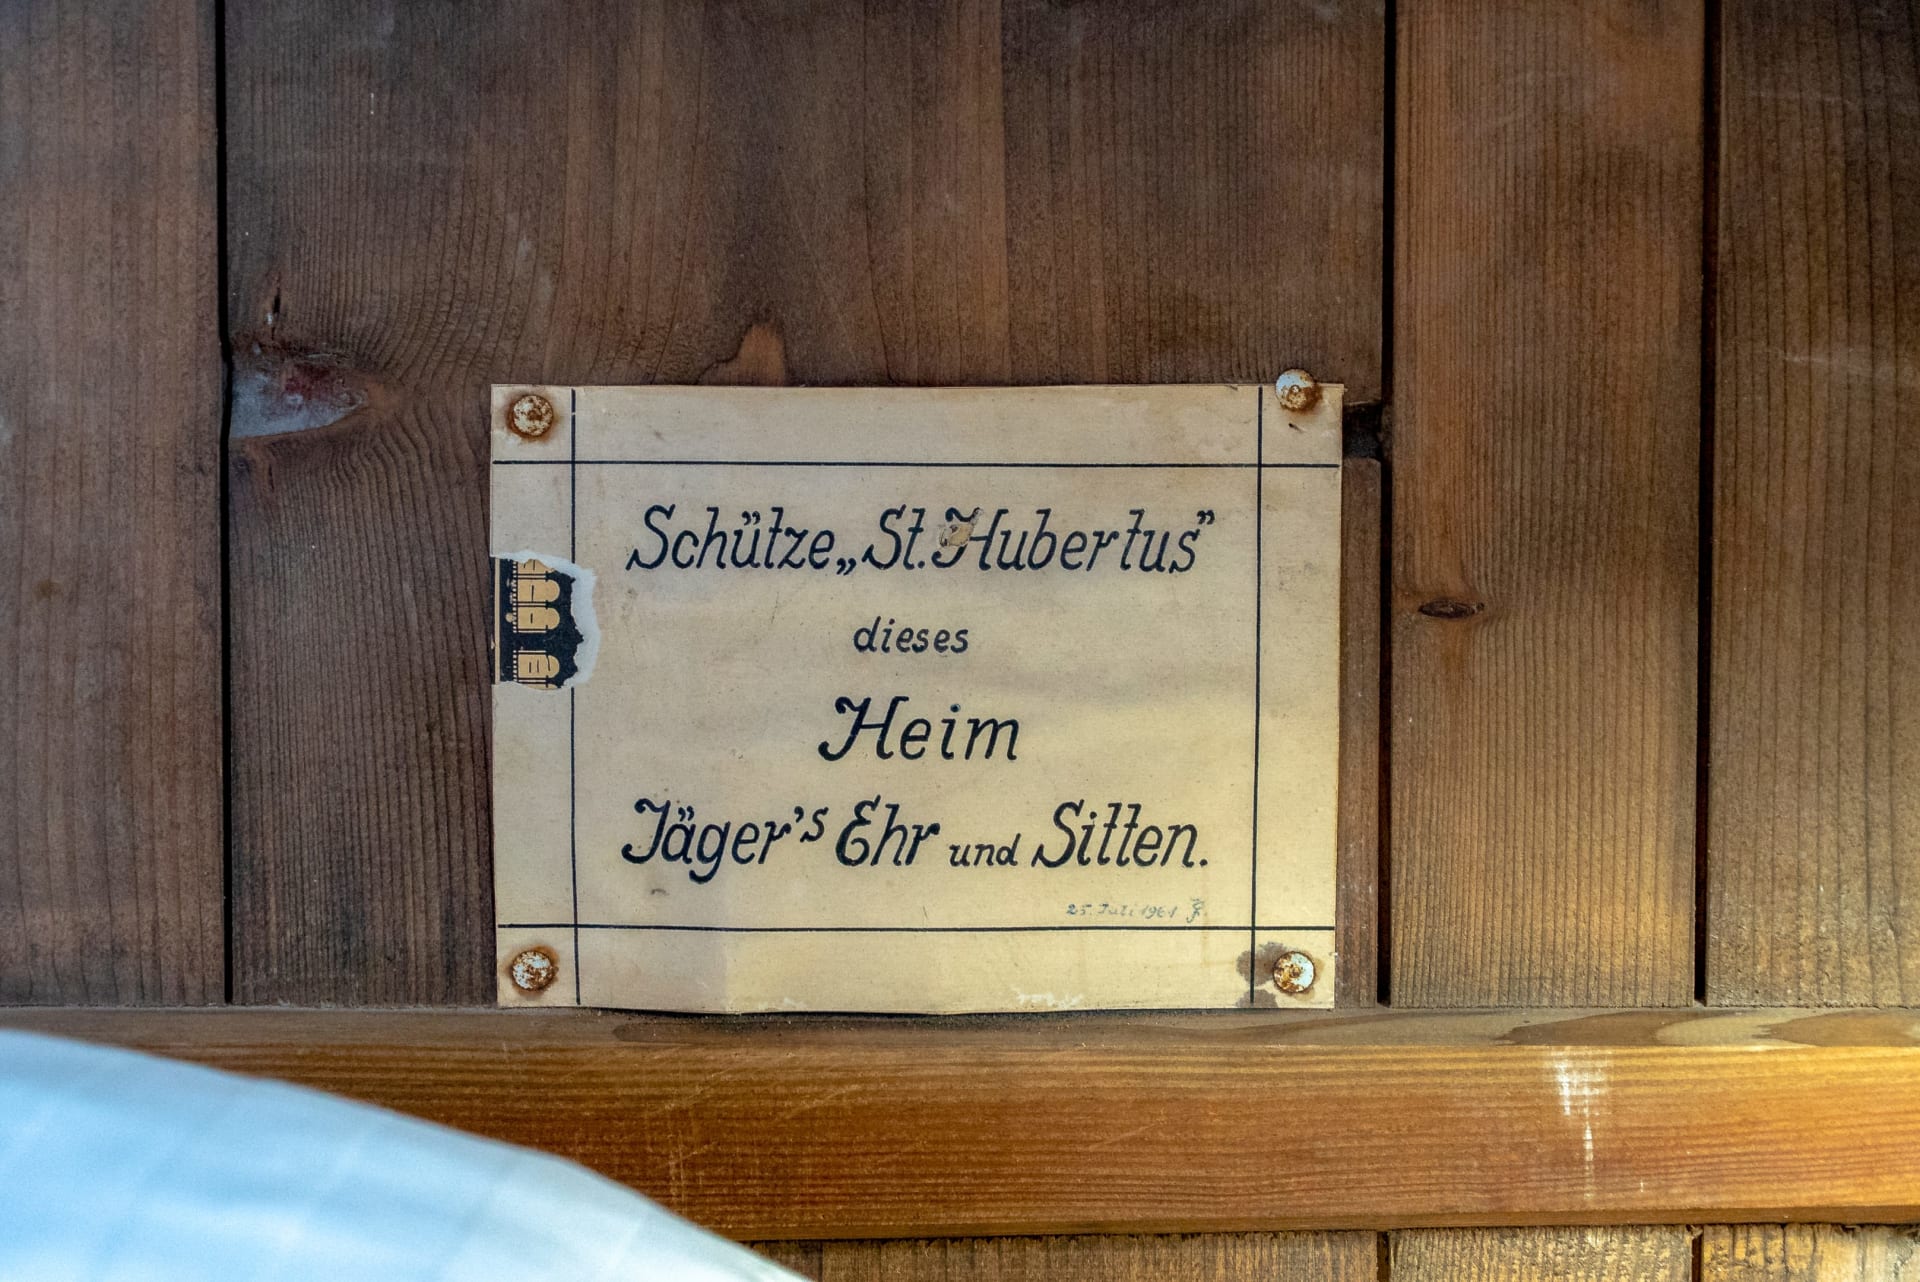 Schütze „St. Hubertus”
dieses
Heim
Jäger's Ehr und Sitten.
25. Juli 1961